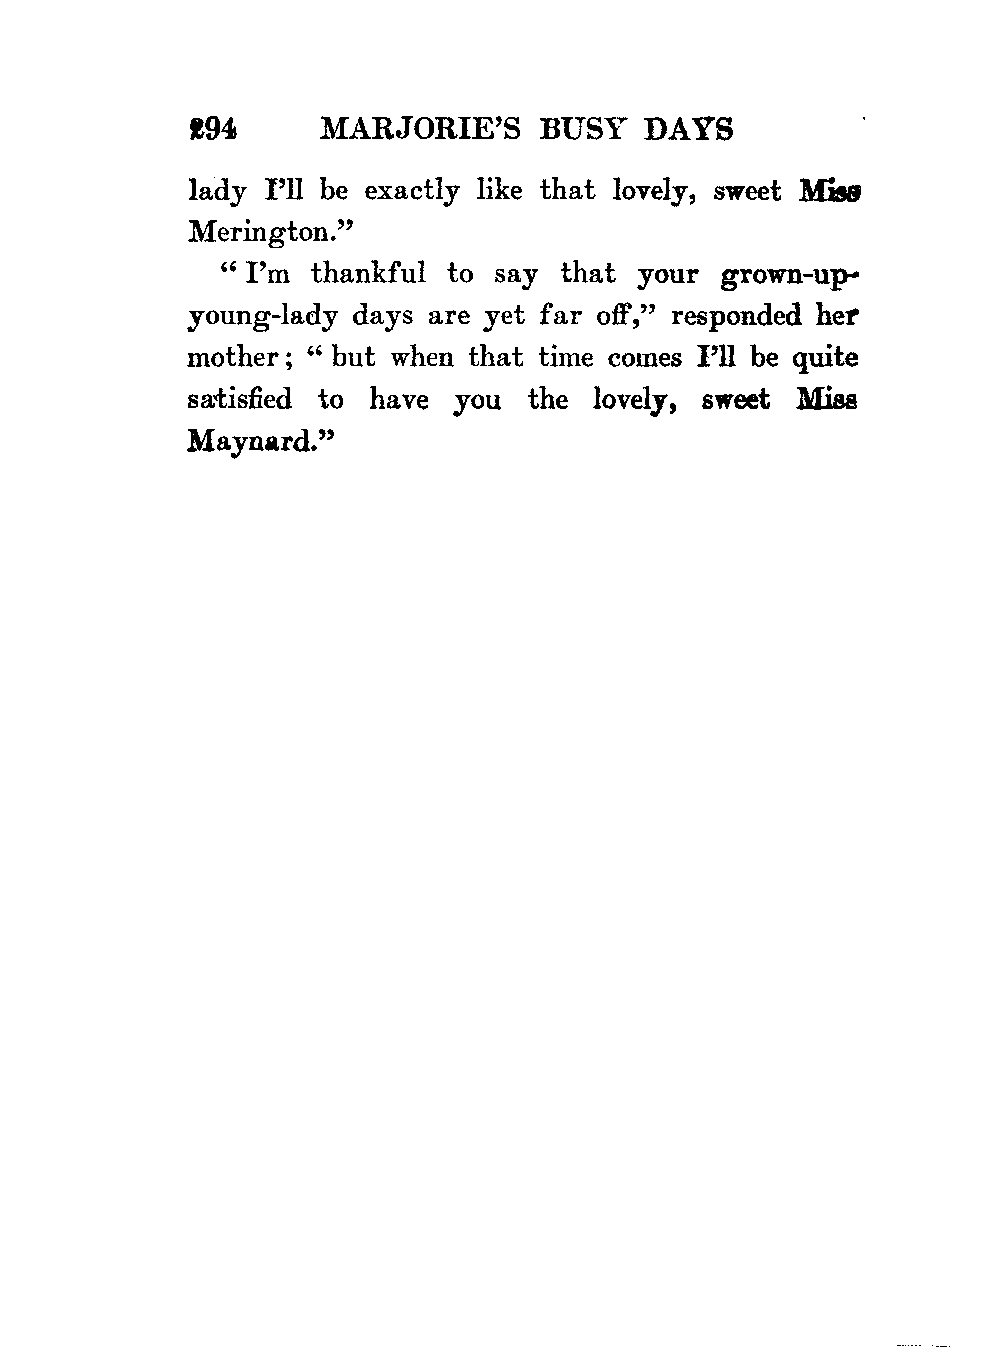 294 MARJORIE'S BUSY DAYS
lady I'll be exactly like that lovely, sweet Miss
Merington."
"I'm thankful to say that your grown-up-
young-lady days are yet far off," responded her
mother; "but when that time comes I'll be quite
satisfied to have you the lovely, sweet Miss
Maynard."